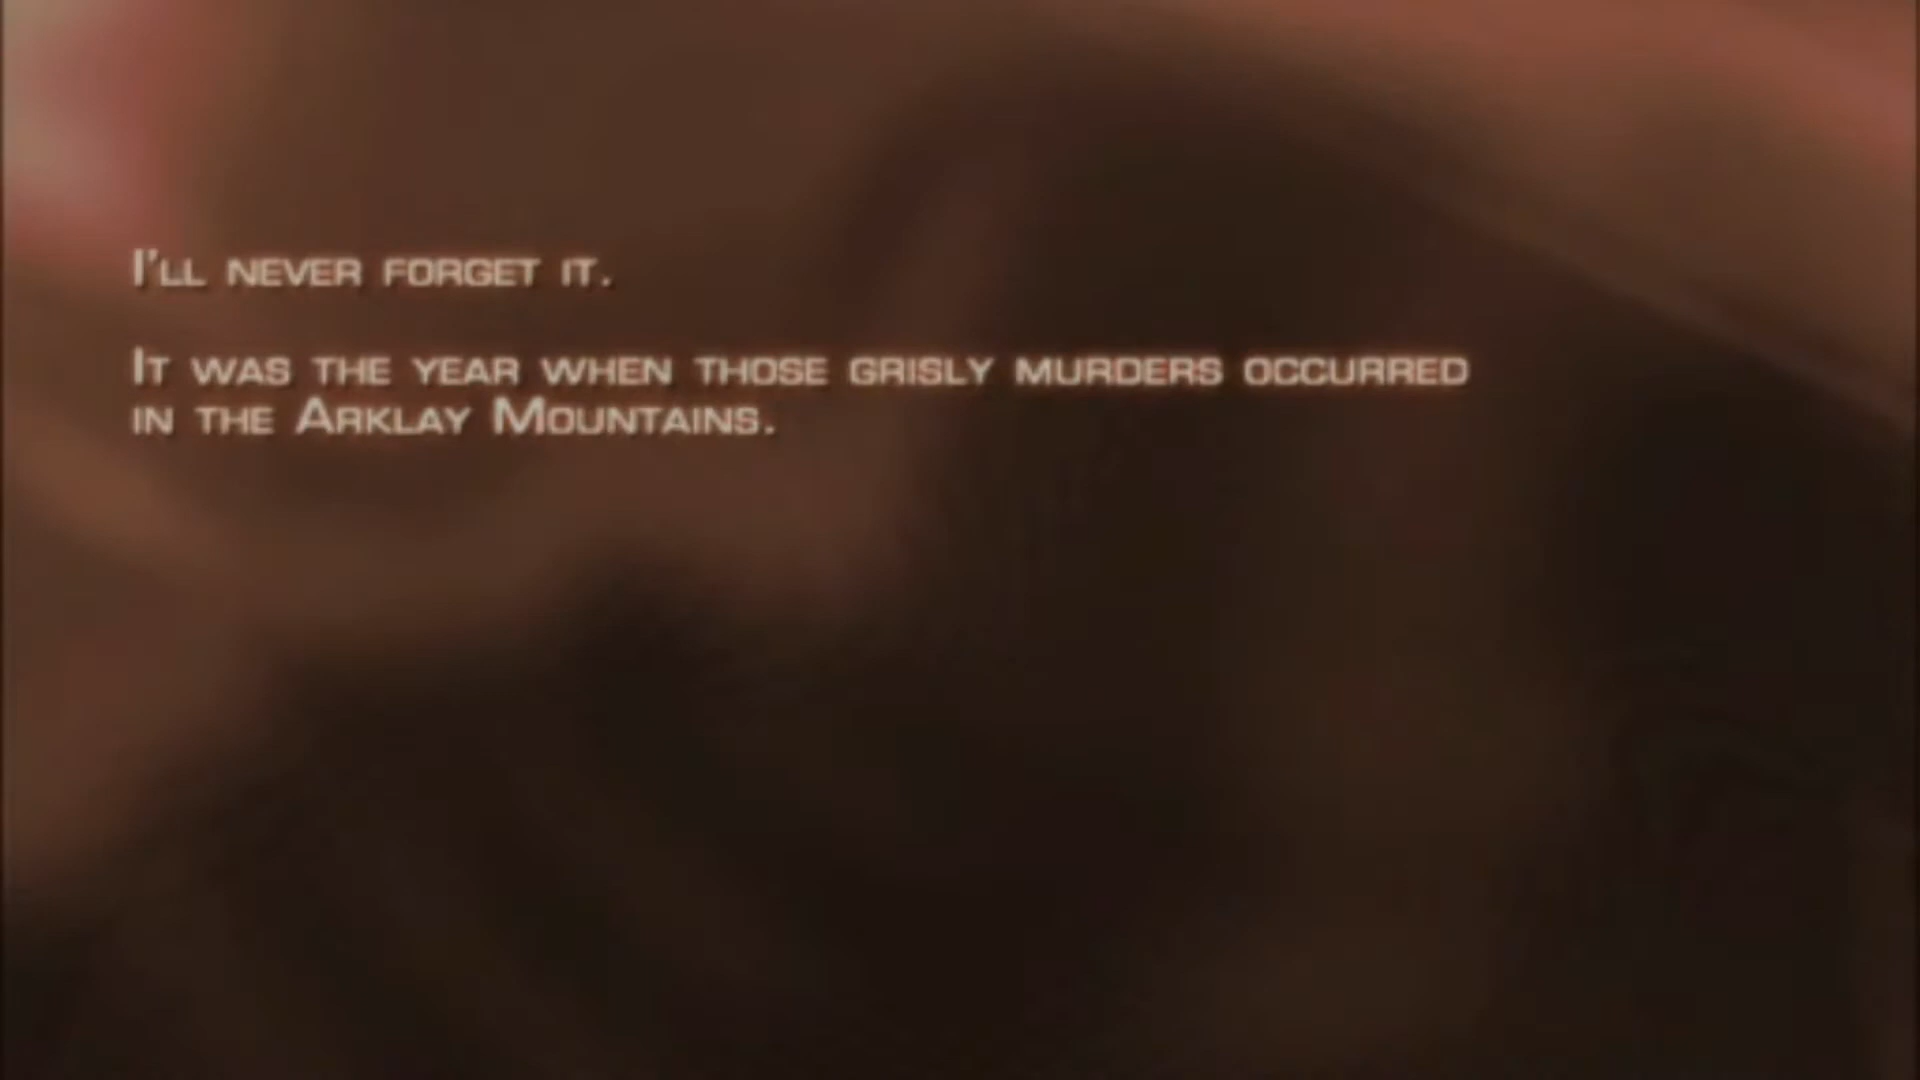 I'll never forget it.
It was the year when those grisly murders occurred
in the Arklay Mountains.